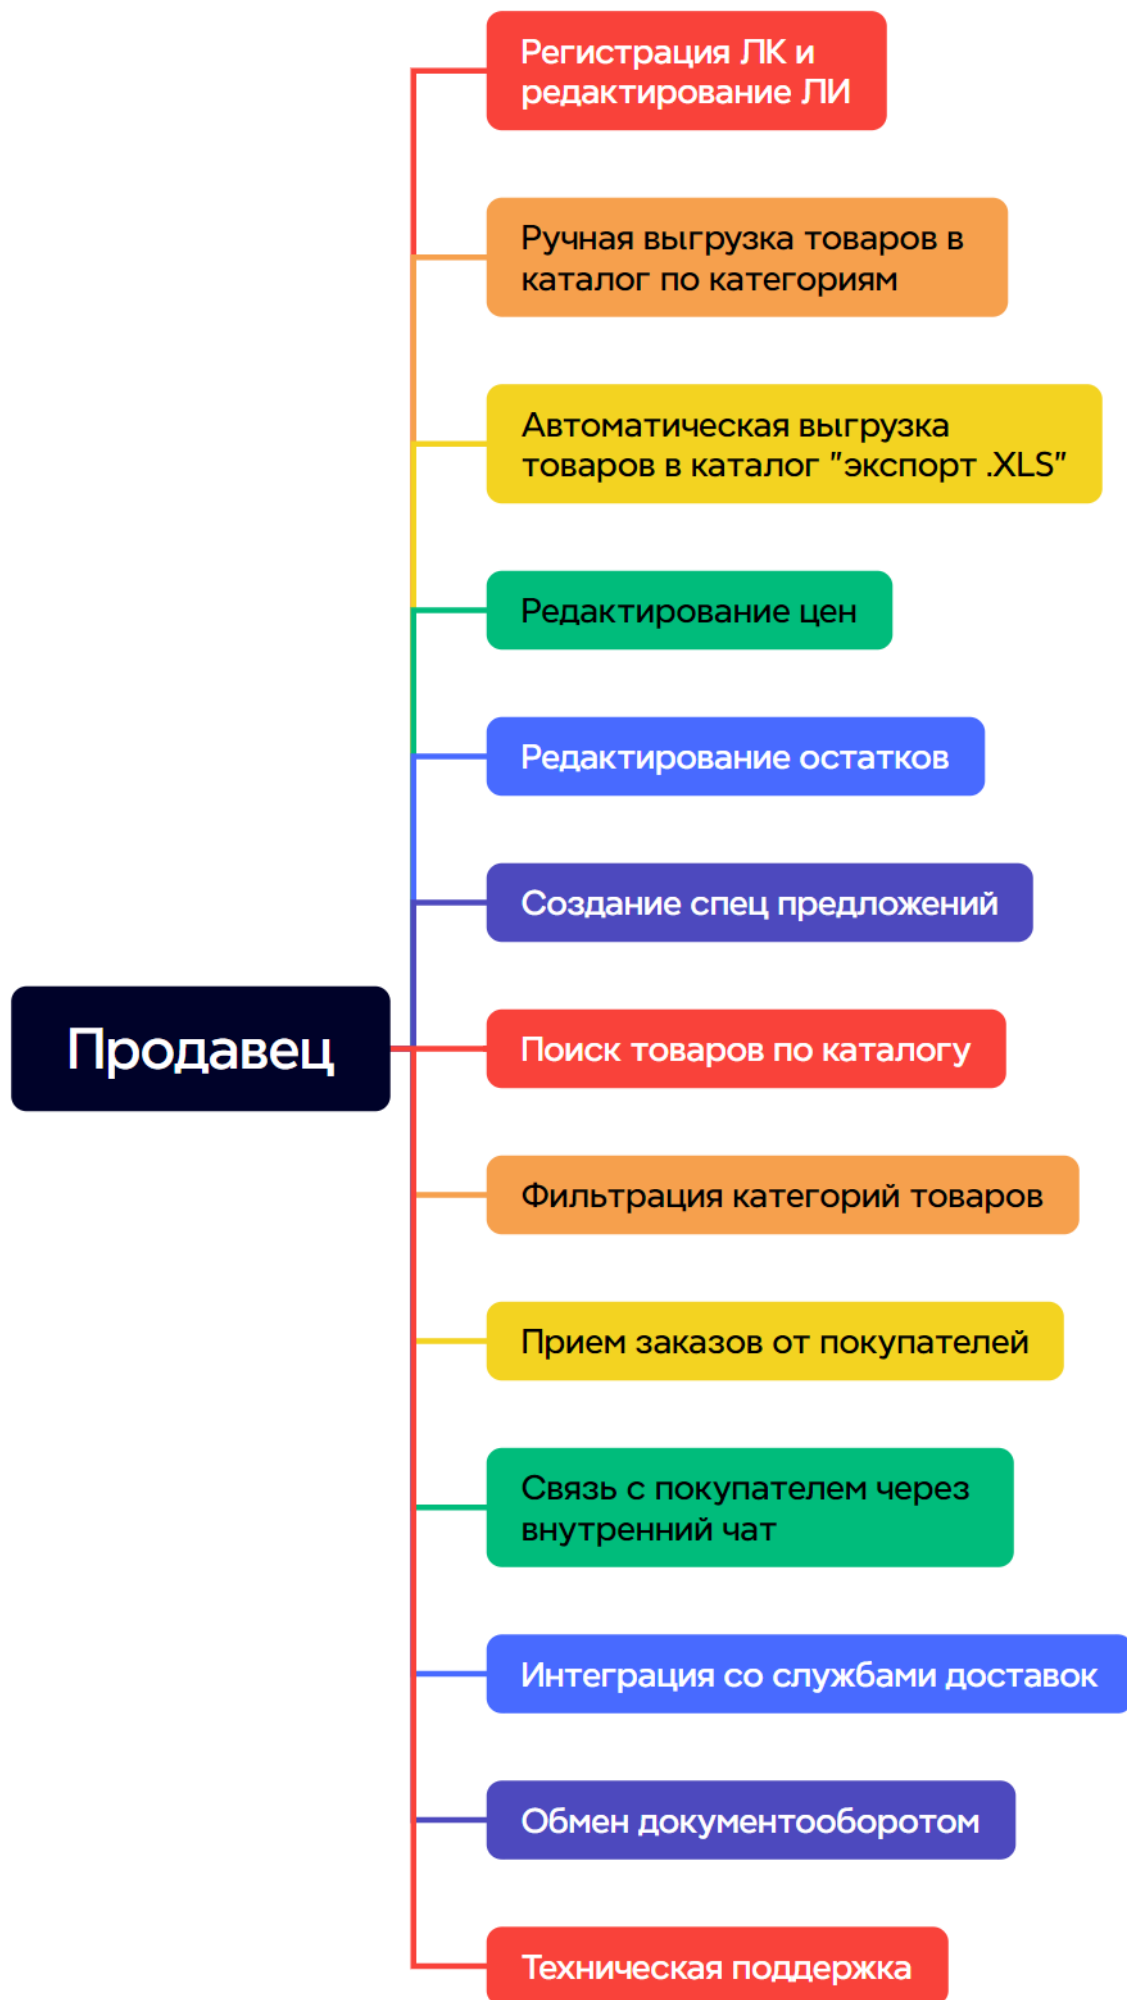 Регистрация ЛК и
редактирование ЛИ
Ручная выгрузка товаров в
каталог по категориям
Автоматическая выгрузка
товаров в каталог "экспорт .XLS"
Редактирование цен
Редактирование остатков
Создание спец предложений
Продавец
Поиск товаров по каталогу
Фильтрация категорий товаров
Прием заказов от покупателей
Связь с покупателем через
внутренний чат
Интеграция со службами доставок
Обмен документооборотом
Техническая поддержка